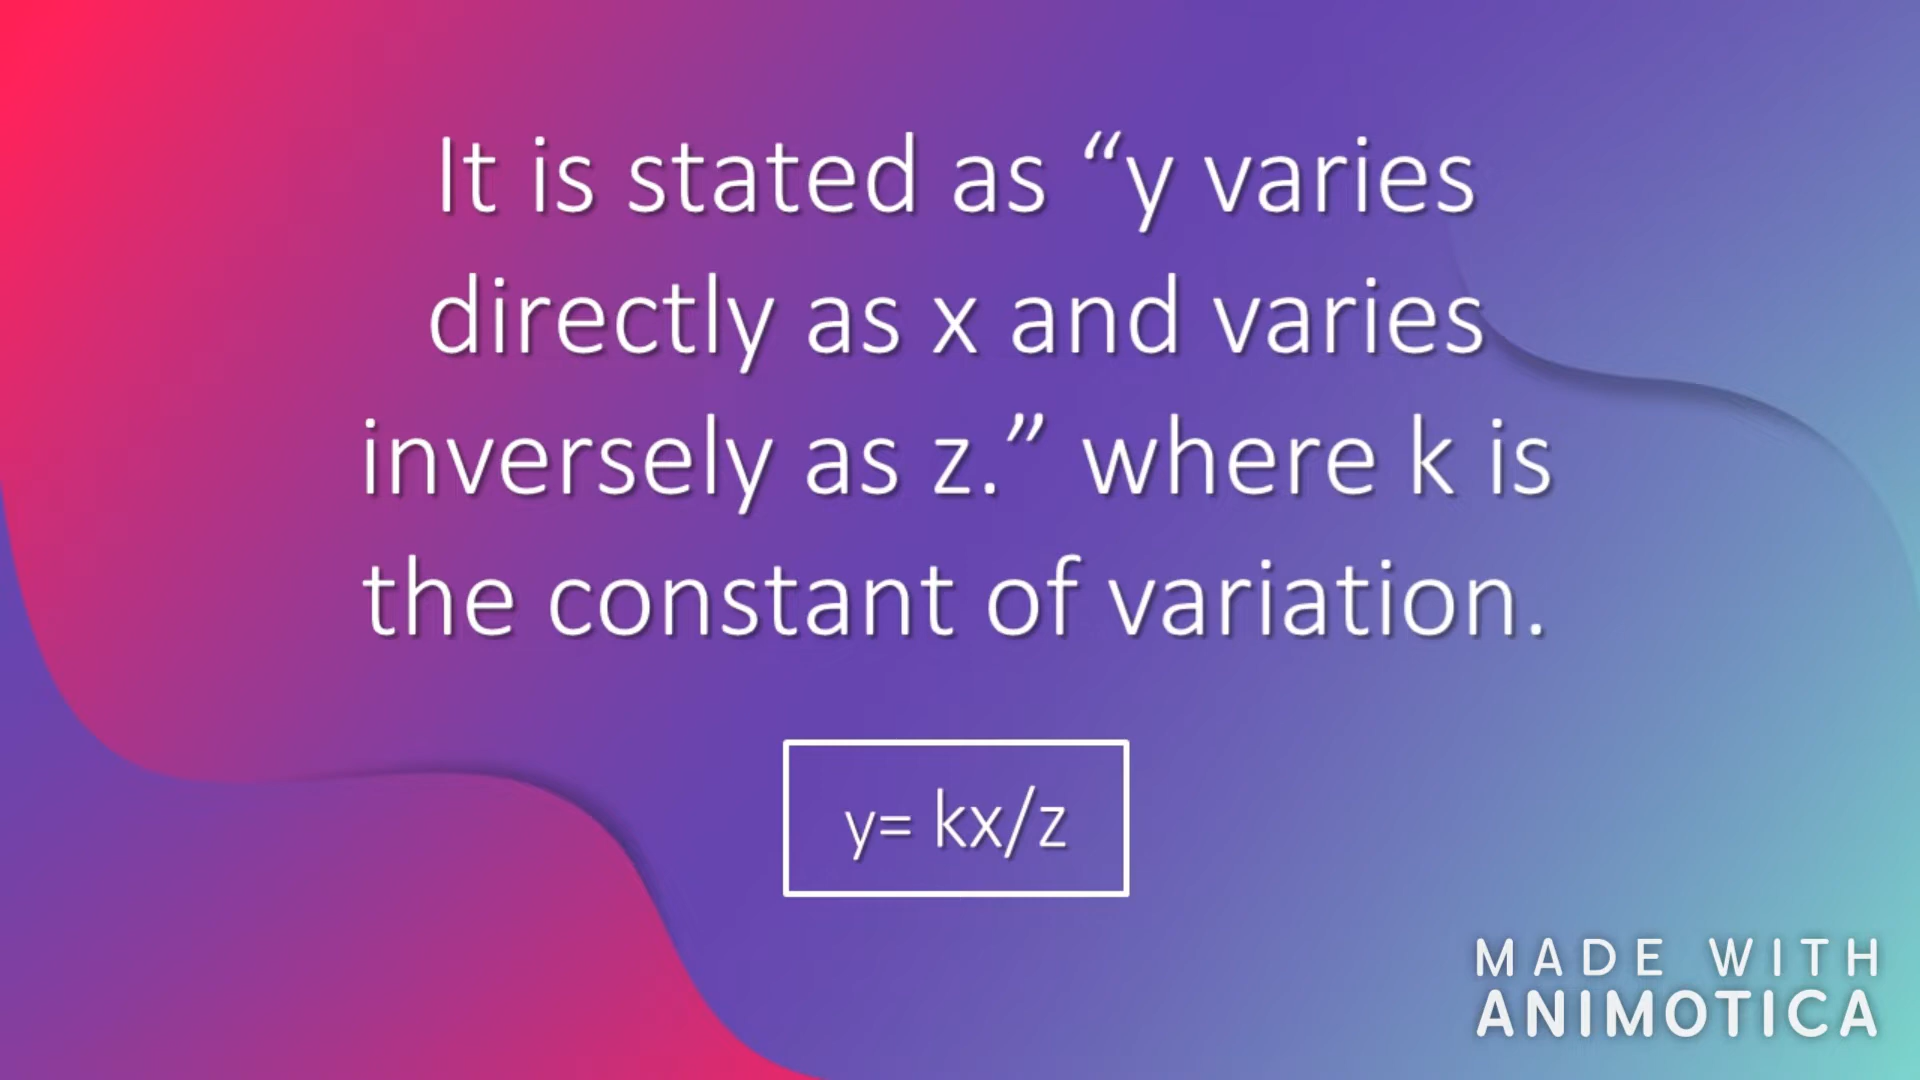 It is stated as “y varies
directly as x and varies
inversely as z.” where k is
the constant of variation.
y= kx/z
MADE WITH
ANIMOTICA